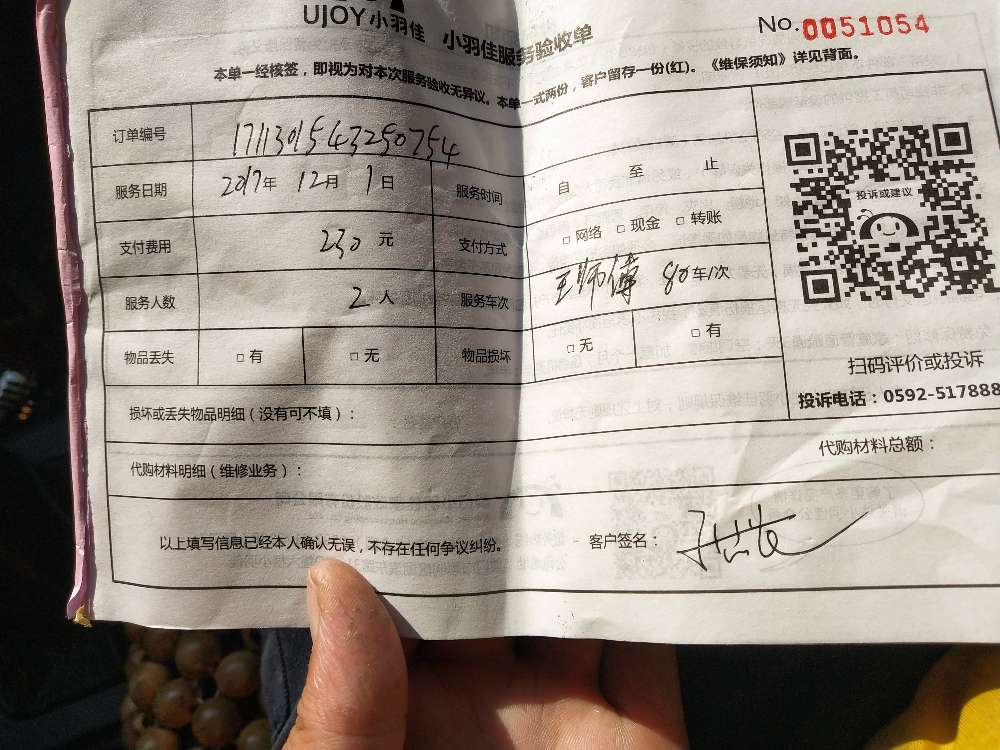 UJOY小羽佳 小羽佳服务验收单 No.0051054
本单一经核签，即视为对本次服务验收无异议。本单一式两份，客户留存一份(红)。《维保须知》详见背面。
订单编号 1711301543250754
服务日期 2017年 12月 1日 服务时间 自 至 止
支付费用 230 元 支付方式 □ 网络 □ 现金 □ 转账
服务人数 2 人 服务车次 王师傅 80车/次
物品丢失 □ 有 □ 无 物品损坏 □ 无 □ 有
投诉或建议
扫码评价或投诉
投诉电话：0592-517888
损坏或丢失物品明细（没有可不填）：
代购材料明细（维修业务）： 代购材料总额：
以上填写信息已经本人确认无误，不存在任何争议纠纷。 客户签名：